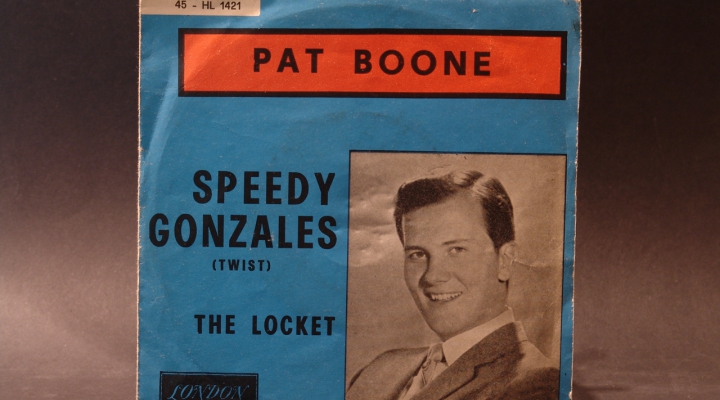 45 - HL 1421
PAT BOONE
SPEEDY
GONZALES
(TWIST)
THE LOCKET
LONDON